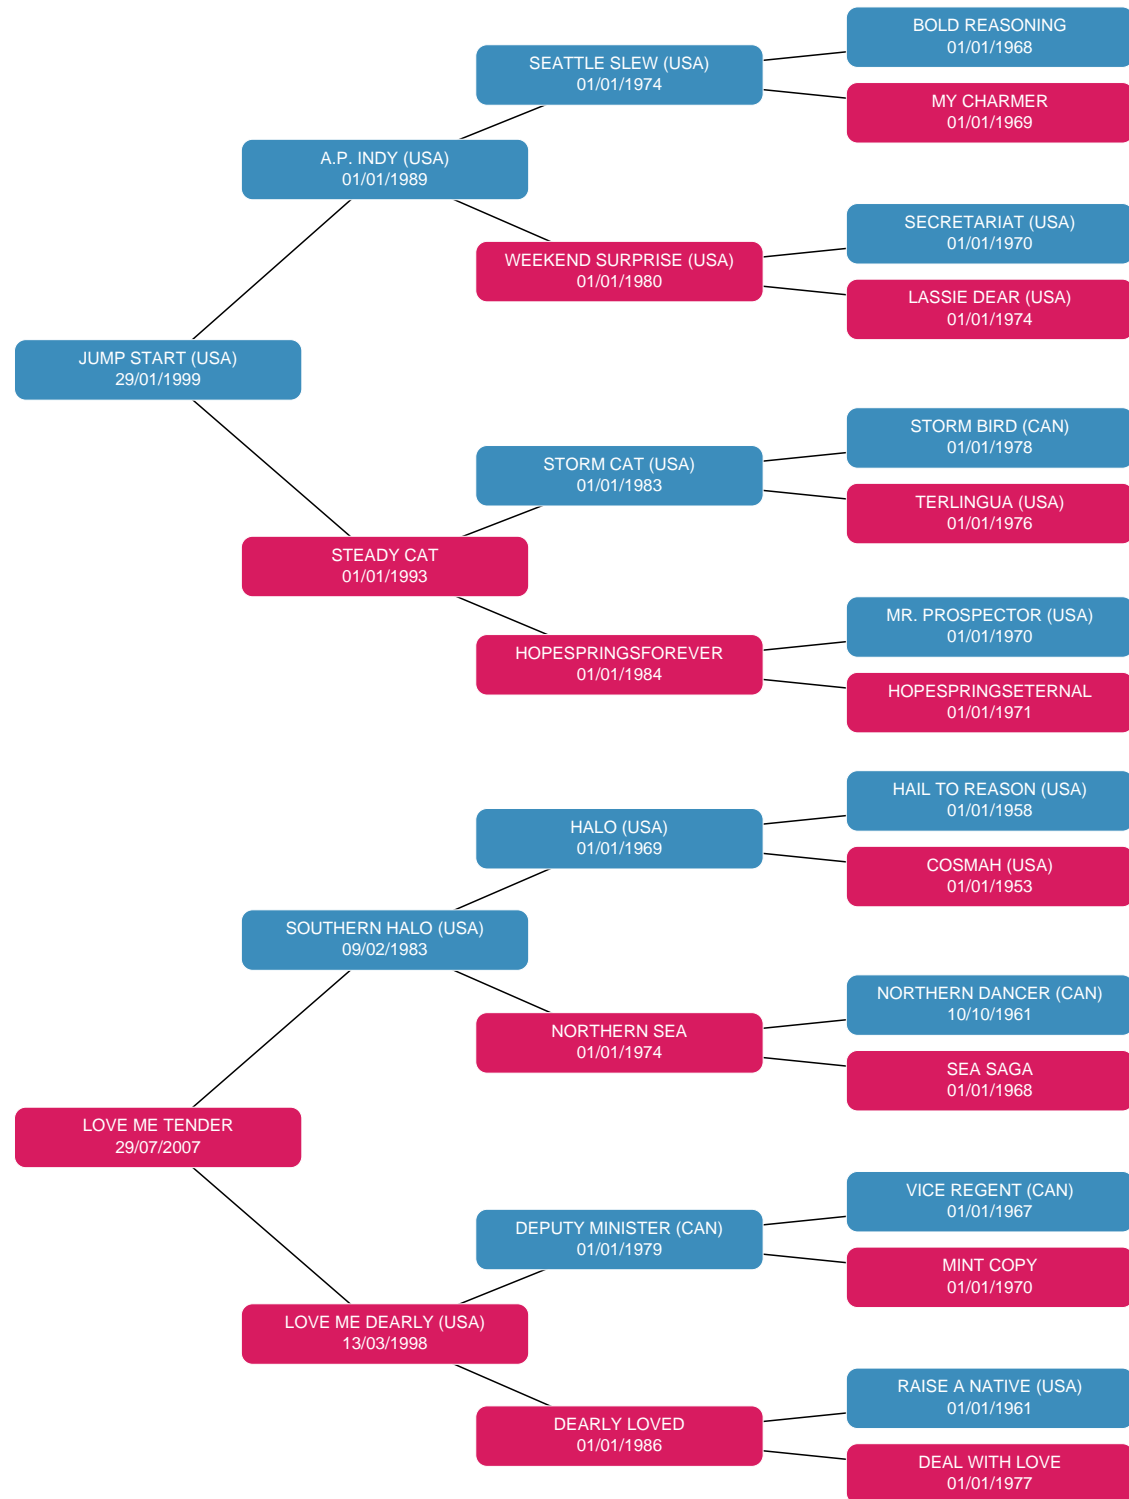 BOLD REASONING
01/01/1968
SEATTLE SLEW (USA)
01/01/1974
MY CHARMER
01/01/1969
A.P. INDY (USA)
01/01/1989
SECRETARIAT (USA)
01/01/1970
WEEKEND SURPRISE (USA)
01/01/1980
LASSIE DEAR (USA)
01/01/1974
JUMP START (USA)
29/01/1999
STORM BIRD (CAN)
01/01/1978
STORM CAT (USA)
01/01/1983
TERLINGUA (USA)
01/01/1976
STEADY CAT
01/01/1993
MR. PROSPECTOR (USA)
01/01/1970
HOPESPRINGSFOREVER
01/01/1984
HOPESPRINGSETERNAL
01/01/1971
HAIL TO REASON (USA)
01/01/1958
HALO (USA)
01/01/1969
COSMAH (USA)
01/01/1953
SOUTHERN HALO (USA)
09/02/1983
NORTHERN DANCER (CAN)
10/10/1961
NORTHERN SEA
01/01/1974
SEA SAGA
01/01/1968
LOVE ME TENDER
29/07/2007
VICE REGENT (CAN)
01/01/1967
DEPUTY MINISTER (CAN)
01/01/1979
MINT COPY
01/01/1970
LOVE ME DEARLY (USA)
13/03/1998
RAISE A NATIVE (USA)
01/01/1961
DEARLY LOVED
01/01/1986
DEAL WITH LOVE
01/01/1977